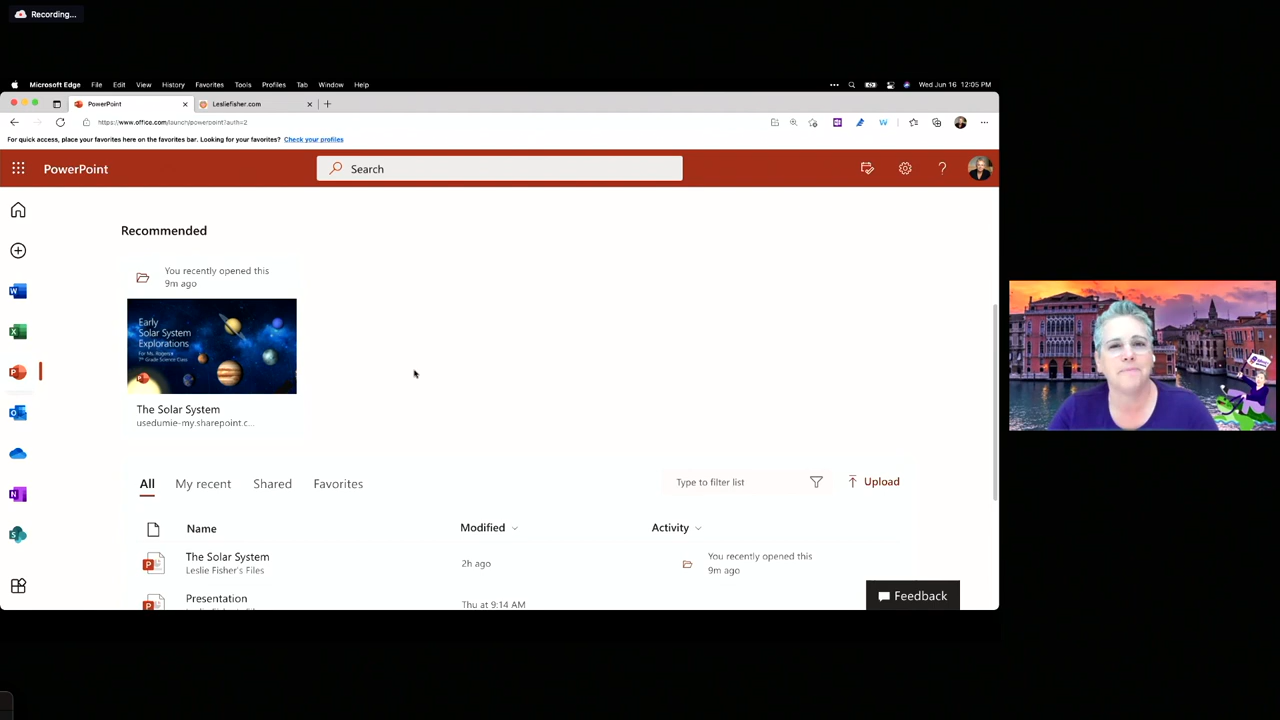 Recording...
Microsoft Edge File Edit View History Favorites Tools Profiles Tab Window Help
Wed Jun 16 12:05 PM
PowerPoint
Lesliefisher.com
https://www.office.com/launch/powerpoint?auth=2
For quick access, place your favorites here on the favorites bar. Looking for your favorites? Check your profiles
PowerPoint
Search
Recommended
You recently opened this
9m ago
Early
Solar System
Explorations
7th Grade Science Class
The Solar System
usedumie-my.sharepoint.c...
All My recent Shared Favorites
Type to filter list
Upload
Name Modified Activity
The Solar System
Leslie Fisher's Files
2h ago
You recently opened this
9m ago
Presentation
Thu at 9:14 AM
Feedback